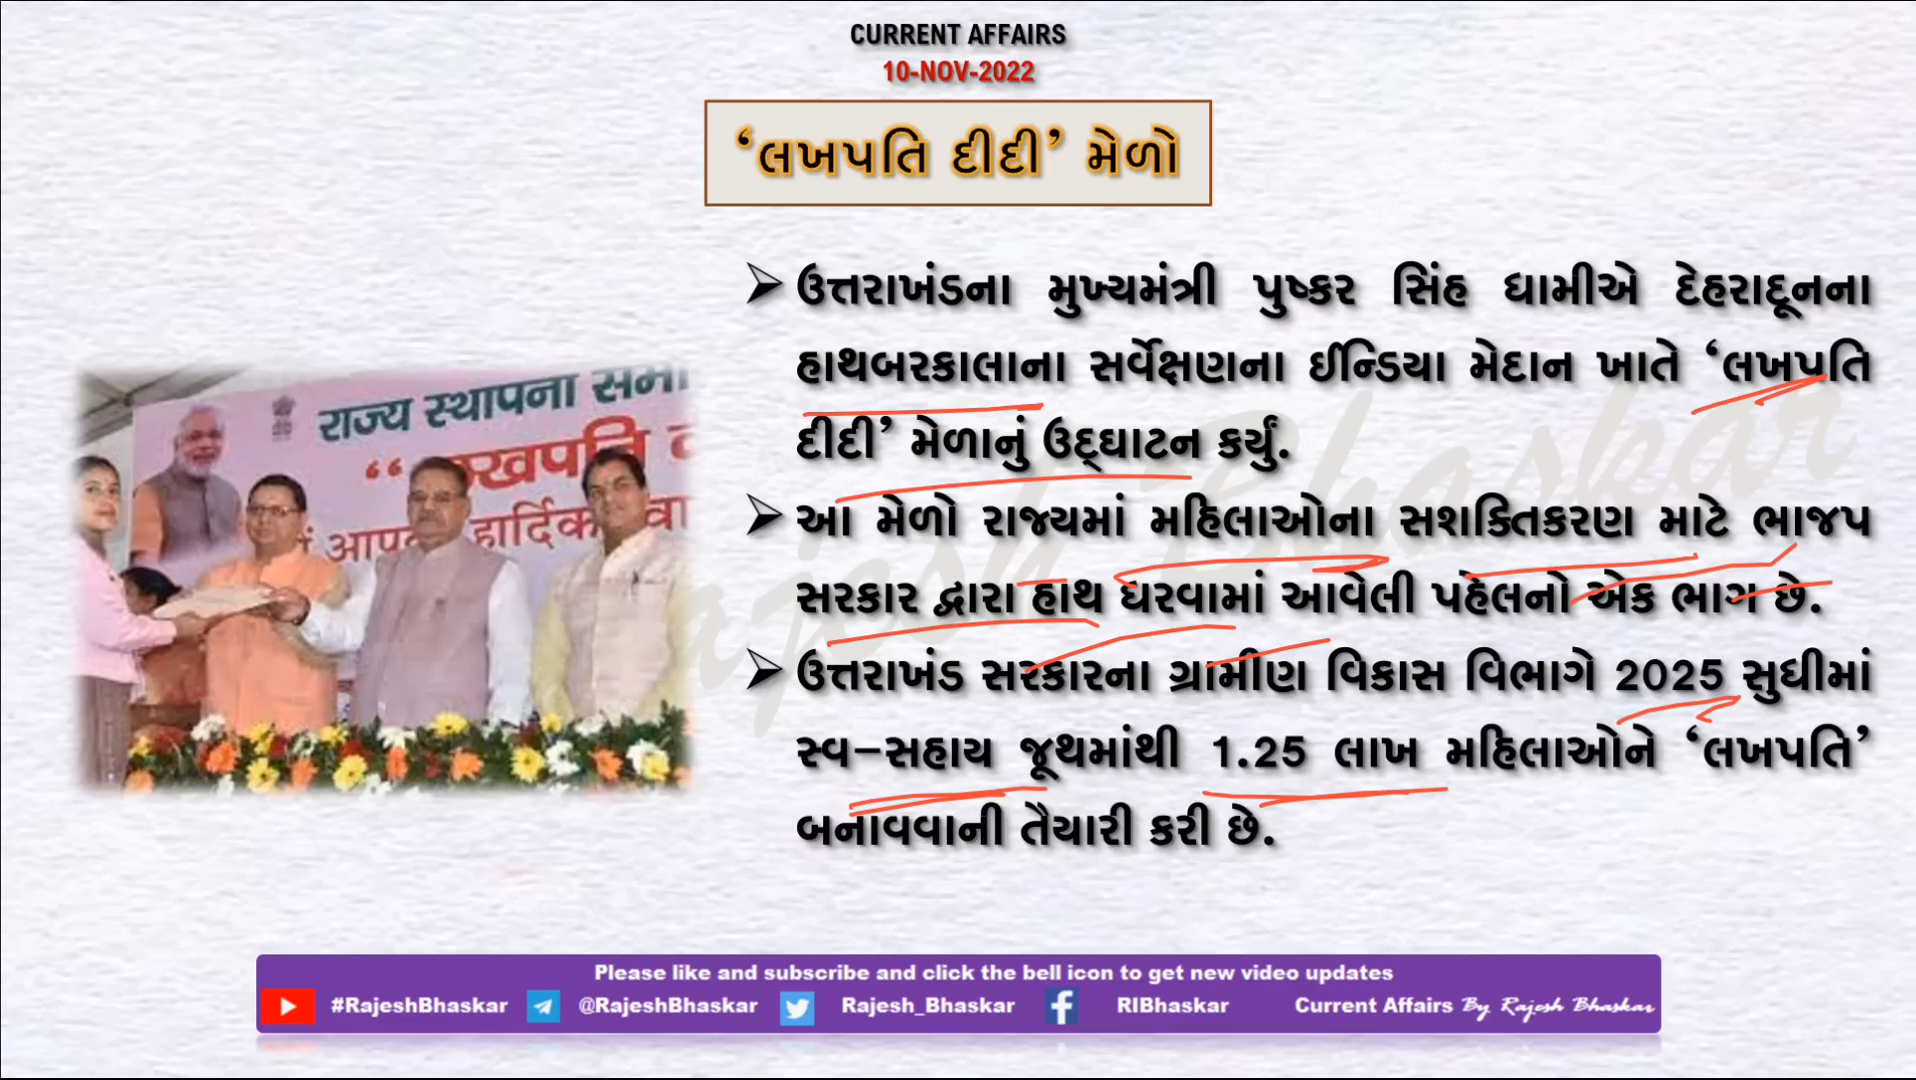 CURRENT AFFAIRS
10-NOV-2022
‘લખપતિ દીદી’ મેળો
➢ ઉત્તરાખંડના મુખ્યમંત્રી પુષ્કર સિંહ ધામીએ દેહરાદૂનના
હાથબરકાલાના સર્વેક્ષણના ઈન્ડિયા મેદાન ખાતે ‘લખપતિ
દીદી’ મેળાનું ઉદ્‌ઘાટન કર્યું.
➢ આ મેળો રાજ્યમાં મહિલાઓના સશક્તિકરણ માટે ભાજપ
સરકાર દ્વારા હાથ ધરવામાં આવેલી પહેલનો એક ભાગ છે.
➢ ઉત્તરાખંડ સરકારના ગ્રામીણ વિકાસ વિભાગે 2025 સુધીમાં
સ્વ-સહાય જૂથમાંથી 1.25 લાખ મહિલાઓને ‘લખપતિ’
બનાવવાની તૈયારી કરી છે.
राज्य स्थापना
हार्दिक
Rajesh Bhaskar
Please like and subscribe and click the bell icon to get new video updates
#RajeshBhaskar @RajeshBhaskar Rajesh_Bhaskar RIBhaskar Current Affairs By Rajesh Bhaskar